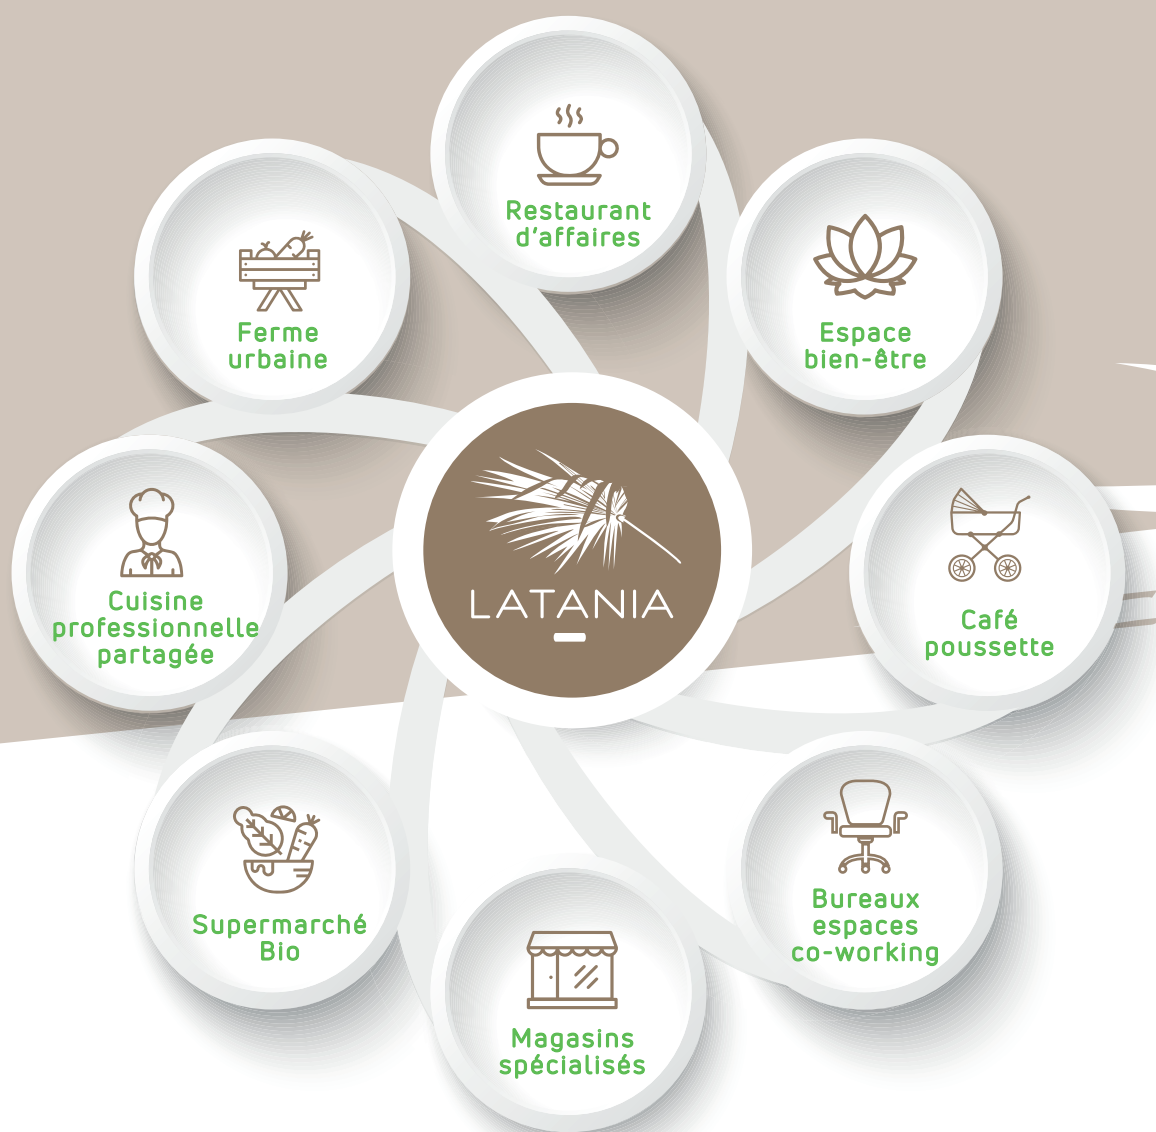 Restaurant
d'affaires
Espace
bien-être
Ferme
urbaine
Café
poussette
LATANIA
Cuisine
professionnelle
partagée
Bureaux
espaces
co-working
Supermarché
Bio
Magasins
spécialisés